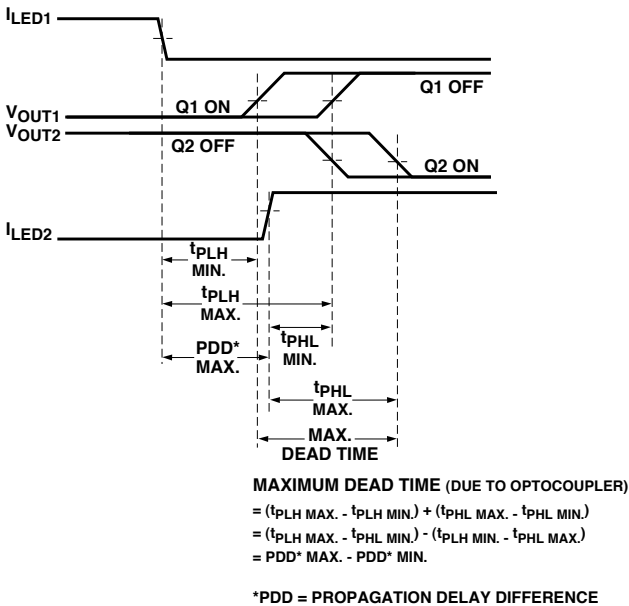 ILED1
Q1 OFF
VOUT1
Q1 ON
VOUT2
Q2 OFF
Q2 ON
ILED2
tPLH
MIN.
tPLH
MAX.
PDD*
MAX.
tPHL
MIN.
tPHL
MAX.
MAX.
DEAD TIME
MAXIMUM DEAD TIME (DUE TO OPTOCOUPLER)
= (tPLH MAX. - tPLH MIN.) + (tPHL MAX. - tPHL MIN.)
= (tPLH MAX. - tPHL MIN.) - (tPLH MIN. - tPHL MAX.)
= PDD* MAX. - PDD* MIN.
*PDD = PROPAGATION DELAY DIFFERENCE